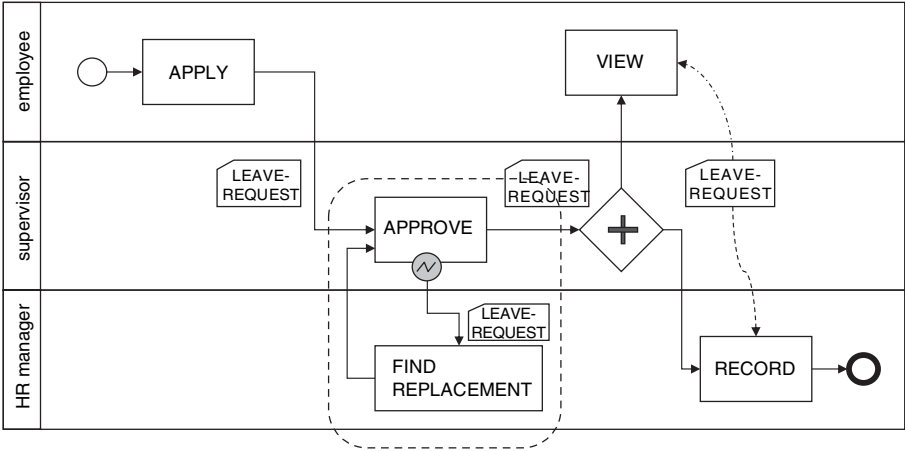 employee
APPLY
VIEW
supervisor
LEAVE-
REQUEST
APPROVE
LEAVE-
REQUEST
LEAVE-
REQUEST
HR manager
LEAVE-
REQUEST
FIND
REPLACEMENT
RECORD